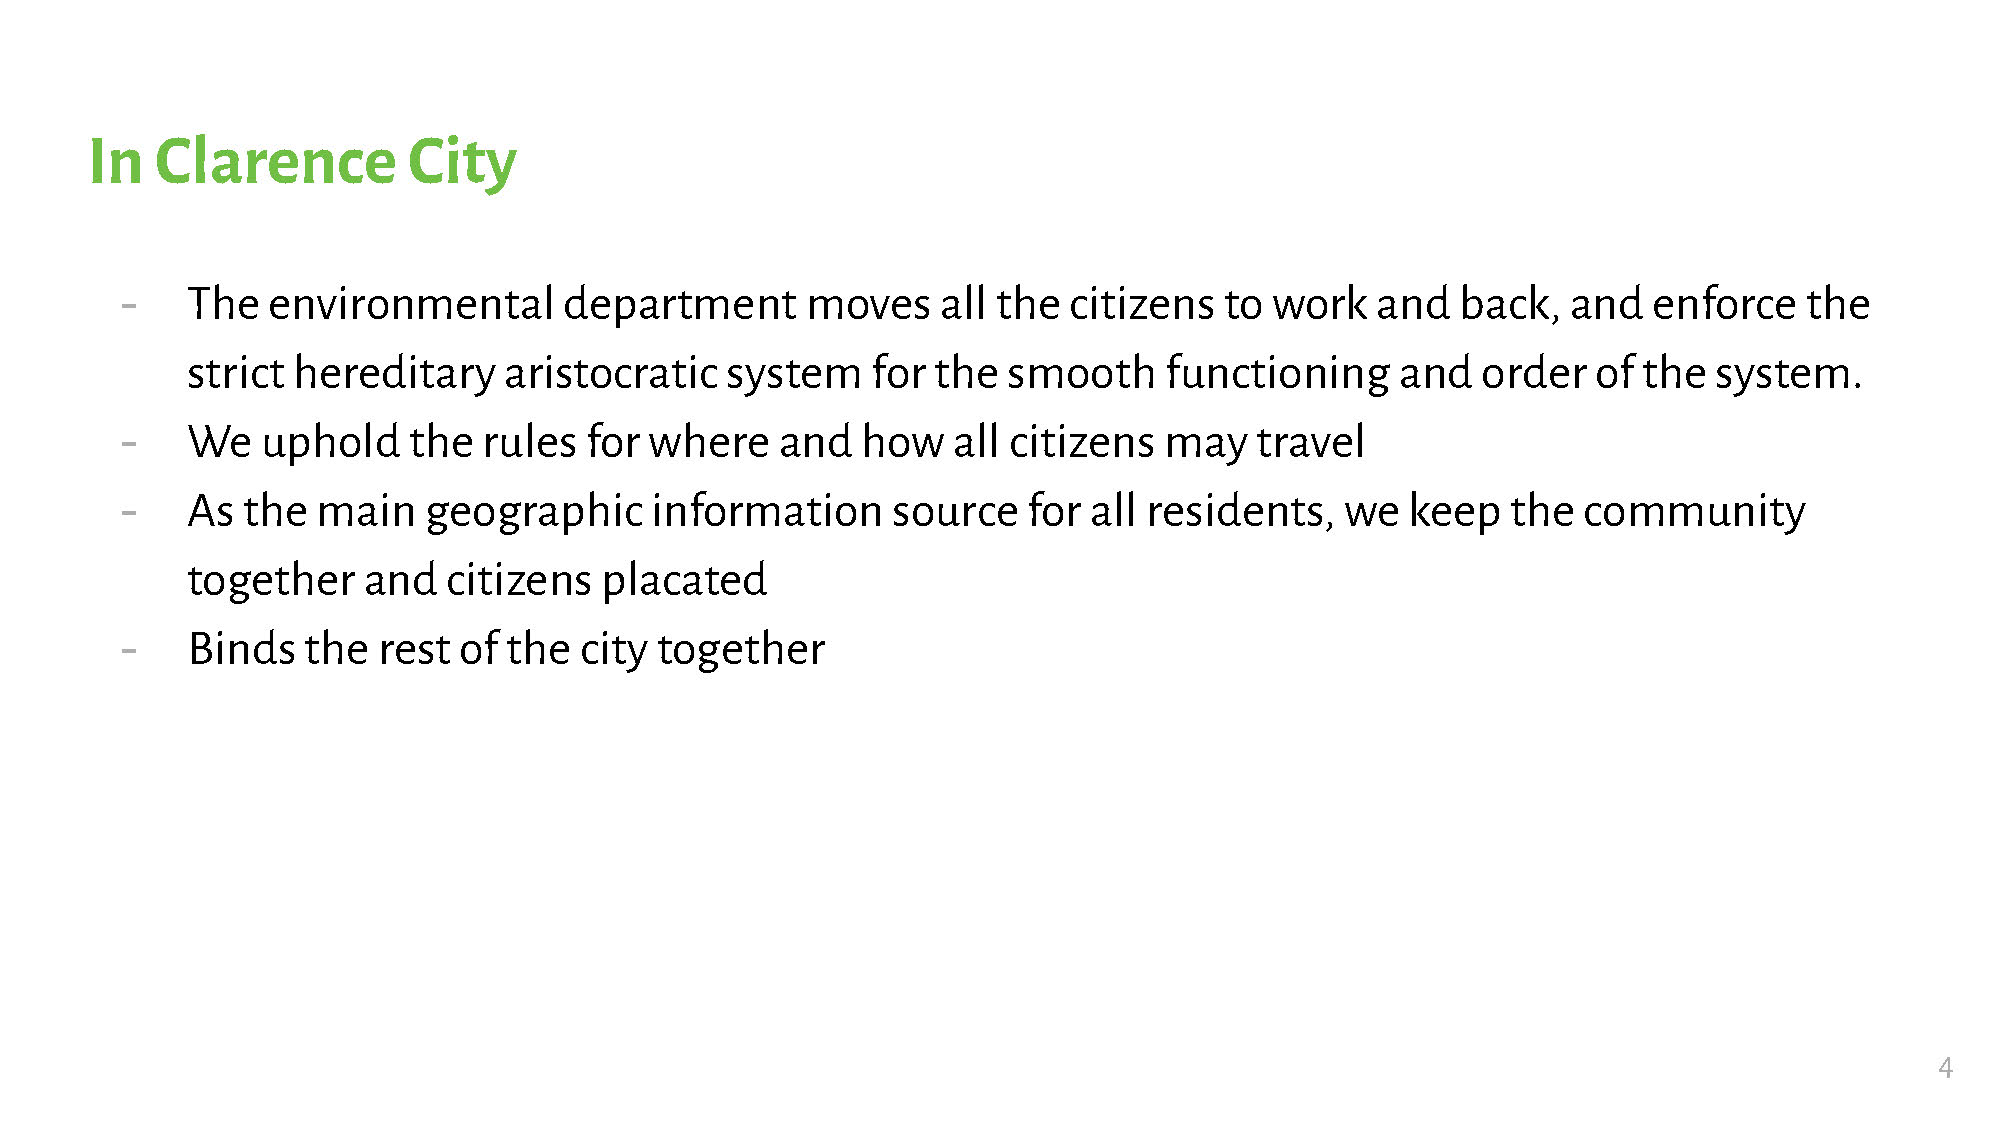 In Clarence City
- The environmental department moves all the citizens to work and back, and enforce the
strict hereditary aristocratic system for the smooth functioning and order of the system.
- We uphold the rules for where and how all citizens may travel
- As the main geographic information source for all residents, we keep the community
together and citizens placated
- Binds the rest of the city together
4